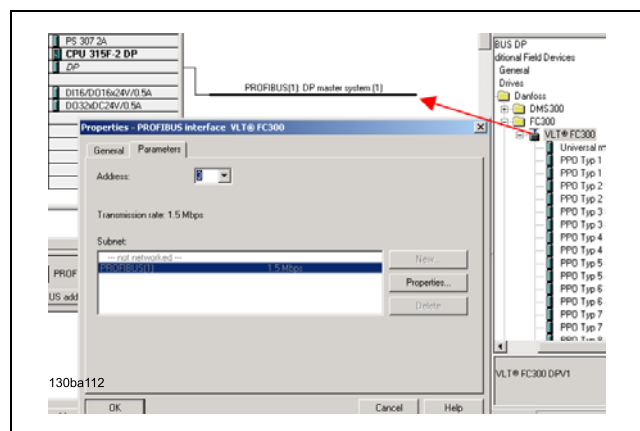 PS 307 2A
CPU 315F-2 DP
DP
DI16/DO16x24V/0.5A
DO32xDC24V/0.5A
PROFIBUS(1): DP master system (1)
Properties - PROFIBUS interface VLT® FC300
General
Parameters
Address:
Transmission rate: 1.5 Mbps
Subnet:
--- not networked ---
PROFIBUS(1) 1.5 Mbps
New...
Properties...
Delete
OK
Cancel
Help
PROF
US add
130ba112
BUS DP
ditional Field Devices
General
Drives
Danfoss
DMS300
FC300
VLT® FC300
Universal m
PPO Typ 1
PPO Typ 1
PPO Typ 2
PPO Typ 2
PPO Typ 3
PPO Typ 3
PPO Typ 4
PPO Typ 4
PPO Typ 5
PPO Typ 5
PPO Typ 6
PPO Typ 6
PPO Typ 7
PPO Typ 7
PPO Typ 8
VLT® FC300 DPV1